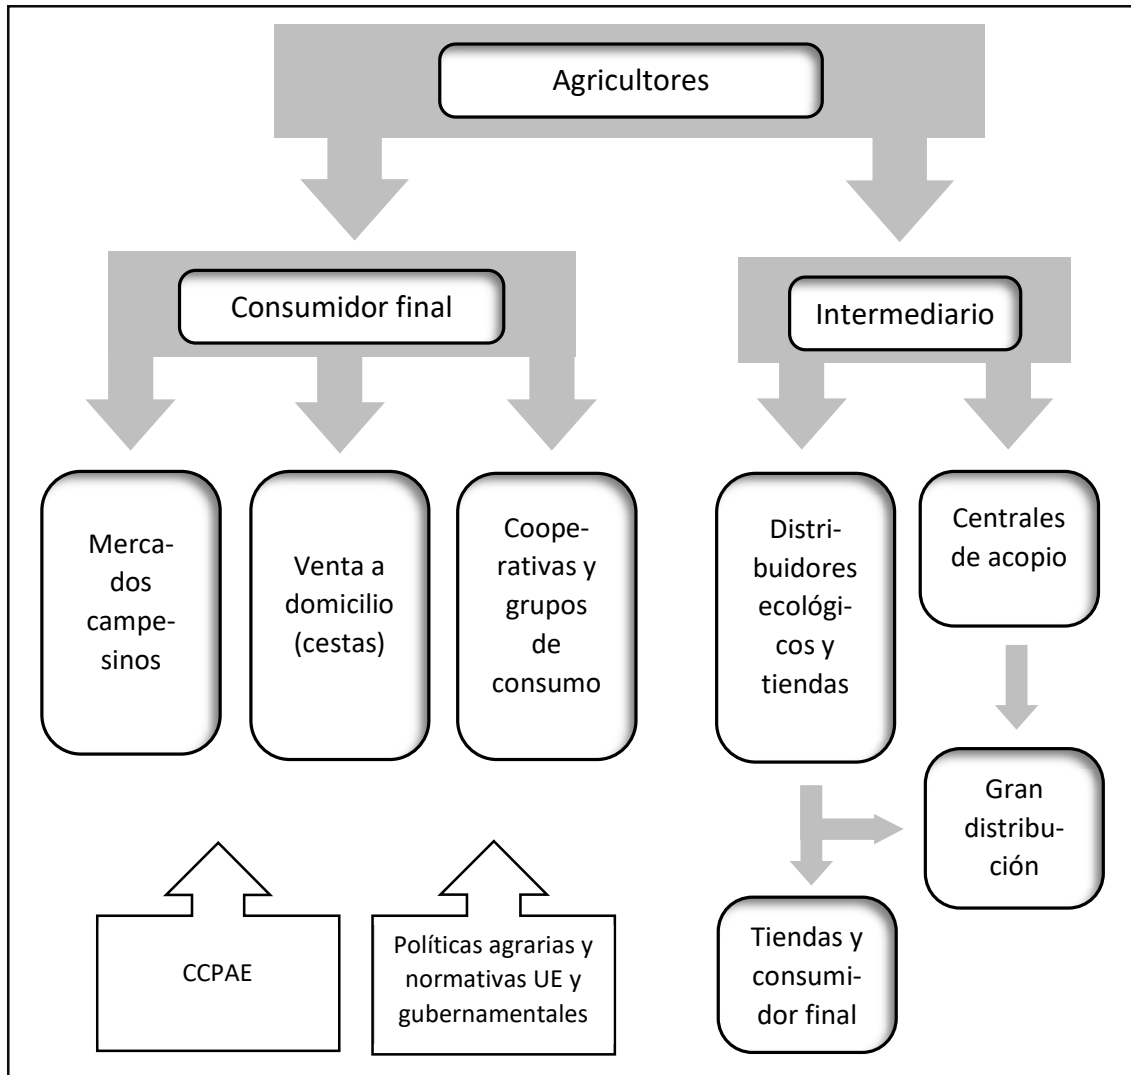 Agricultores
Consumidor final
Intermediario
Merca-
dos
campe-
sinos
Venta a
domicilio
(cestas)
Coope-
rativas y
grupos
de
consumo
Distri-
buidores
ecológi-
cos y
tiendas
Centrales
de acopio
Gran
distribu-
ción
Tiendas y
consumi-
dor final
CCPAE
Políticas agrarias y
normativas UE y
gubernamentales